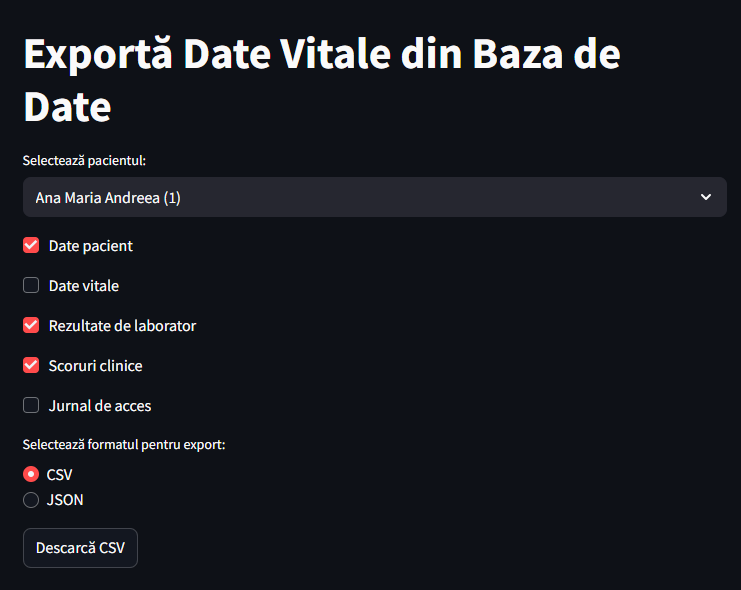 Exportă Date Vitale din Baza de
Date
Selectează pacientul:
Ana Maria Andreea (1)
Date pacient
Date vitale
Rezultate de laborator
Scoruri clinice
Jurnal de acces
Selectează formatul pentru export:
CSV
JSON
Descarcă CSV